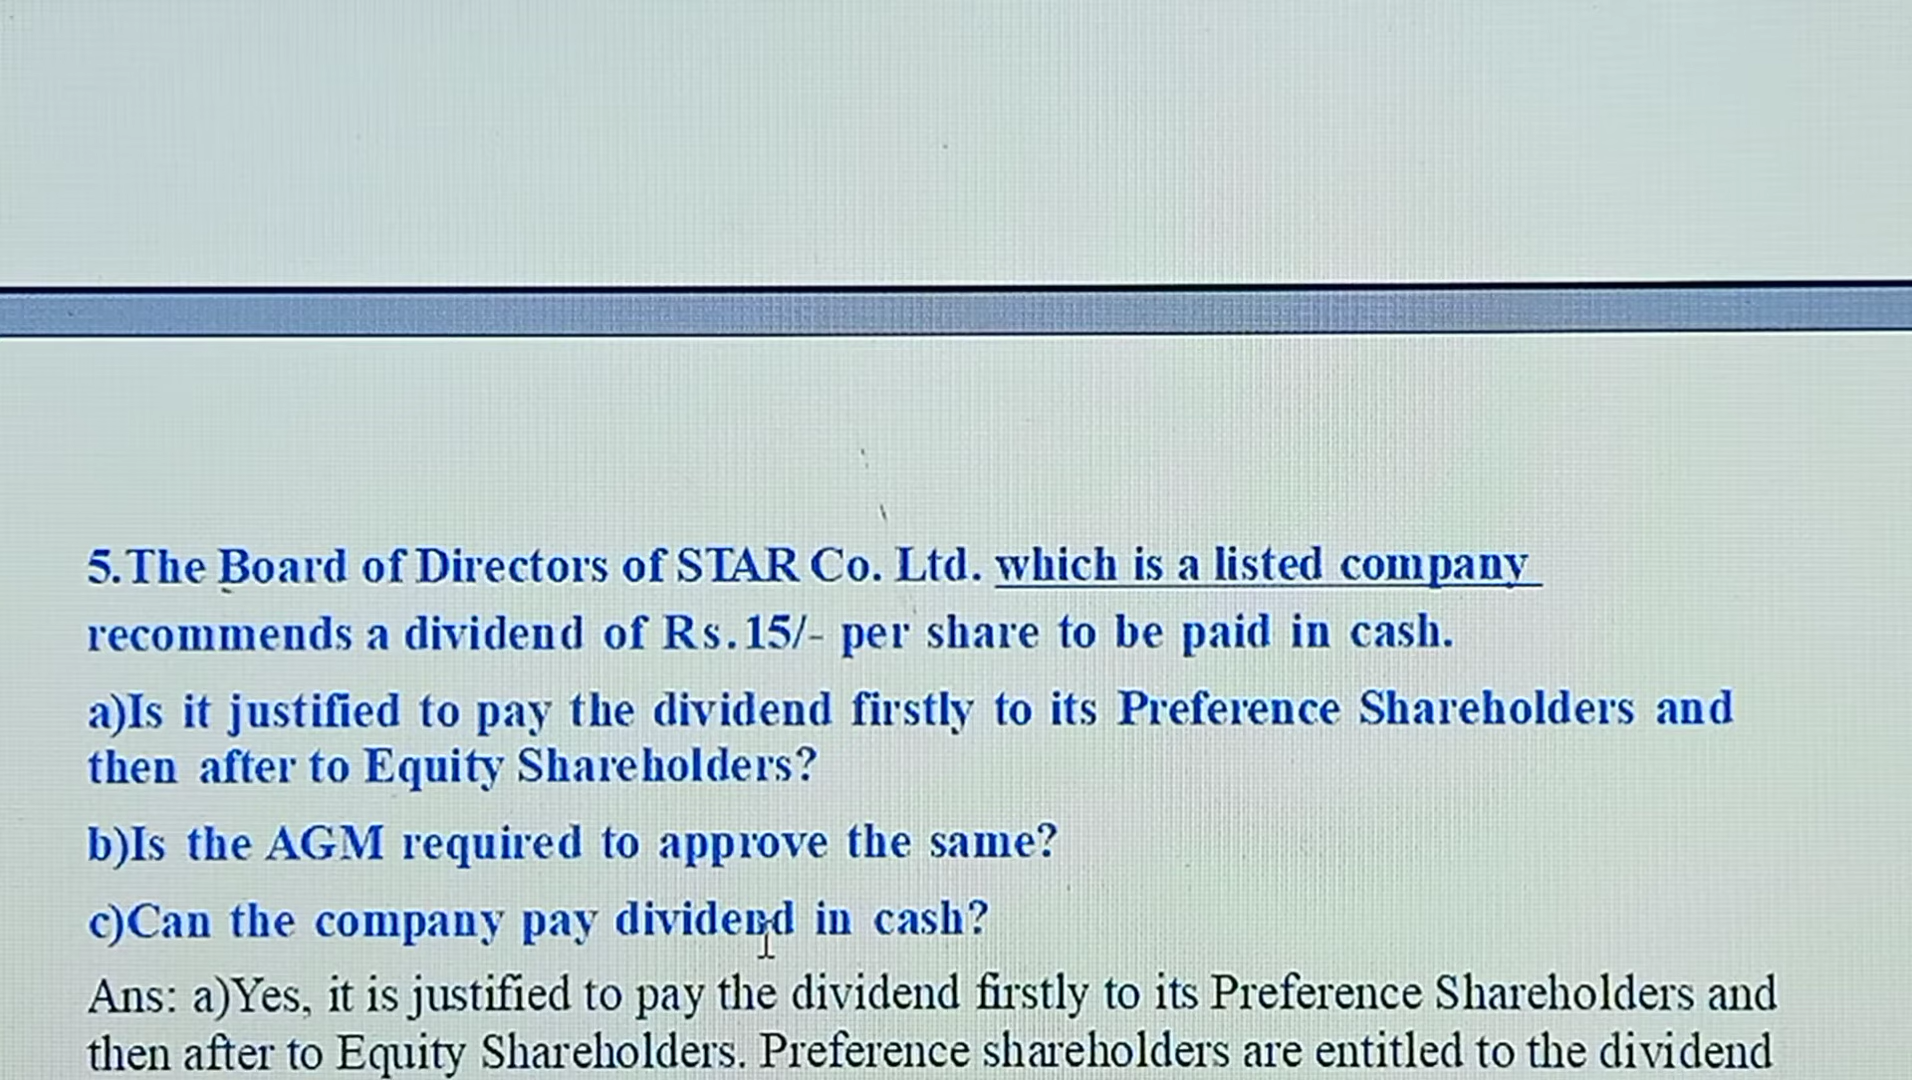 5.The Board of Directors of STAR Co. Ltd. which is a listed company
recommends a dividend of Rs.15/- per share to be paid in cash.
a)Is it justified to pay the dividend firstly to its Preference Shareholders and
then after to Equity Shareholders?
b)Is the AGM required to approve the same?
c)Can the company pay dividend in cash?
Ans: a)Yes, it is justified to pay the dividend firstly to its Preference Shareholders and
then after to Equity Shareholders. Preference shareholders are entitled to the dividend